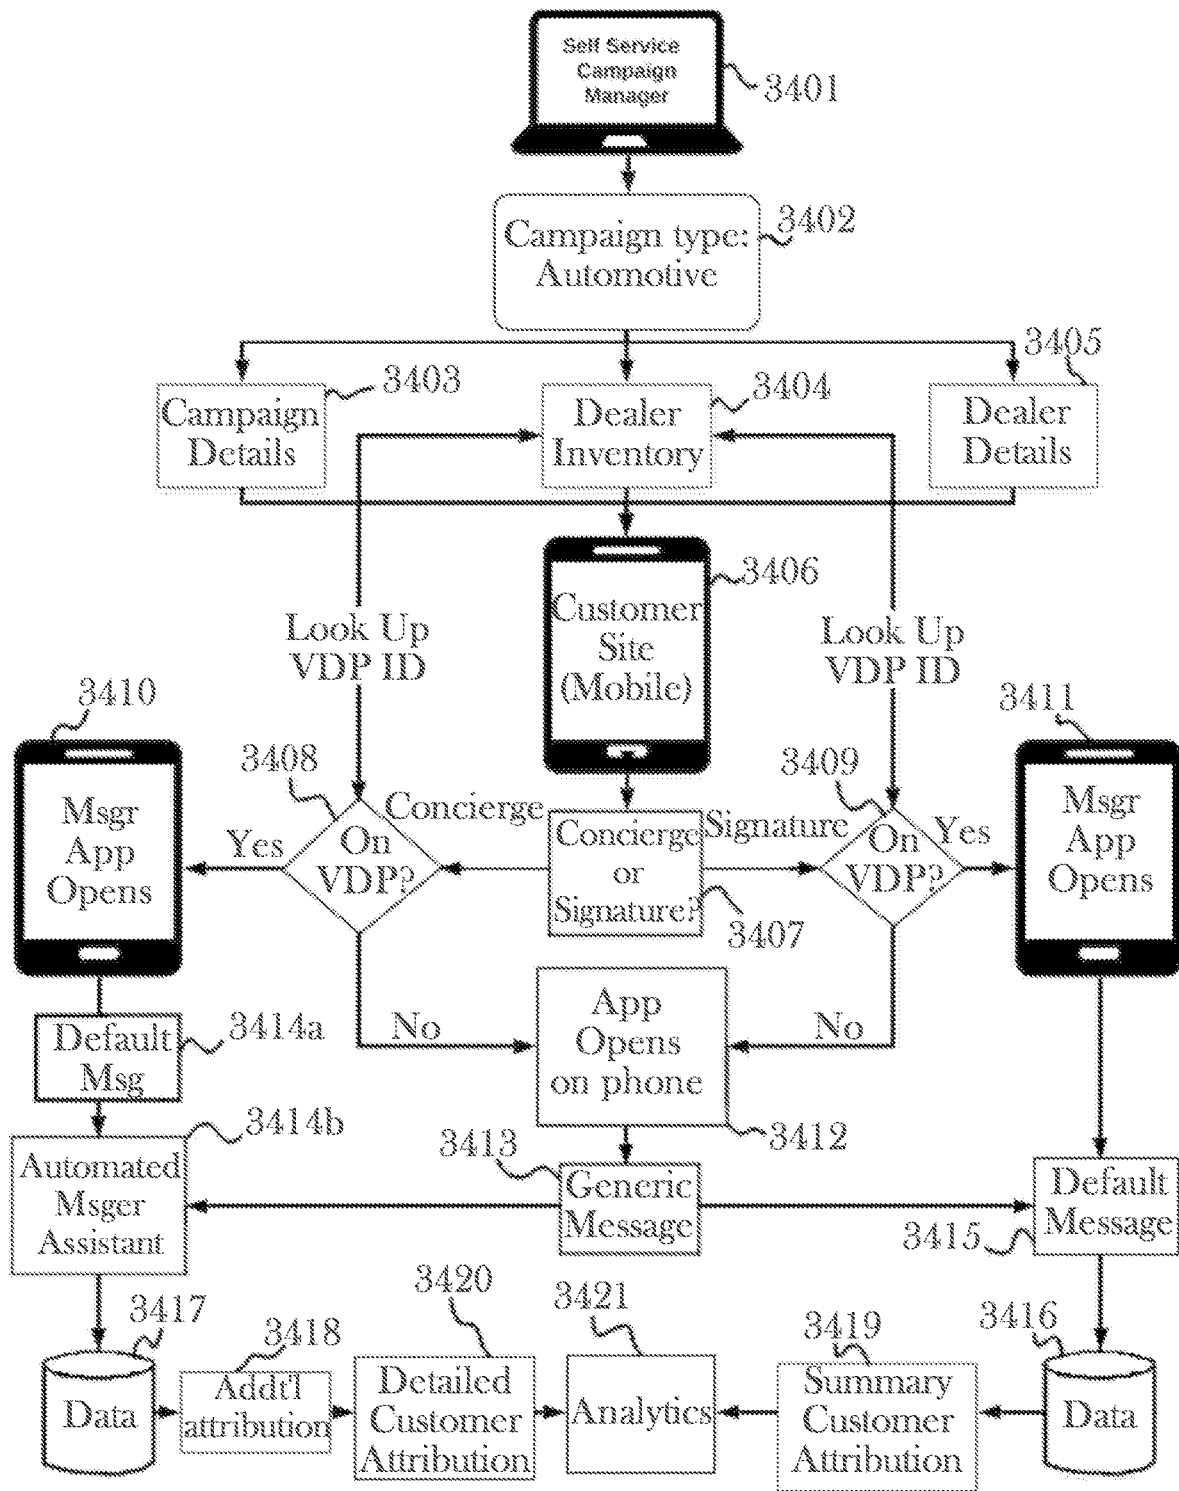 Self Service
Campaign
Manager
3401
3402
Campaign type:
Automotive
3405
3403
3404
Campaign
Details
Dealer
Inventory
Dealer
Details
3406
Customer
Site
(Mobile)
Look Up
VDP ID
Look Up
VDP ID
3410
3411
3408
3409
Msgr
App
Opens
Yes
On
VDP?
Concierge
Concierge
or
Signature?
Signature
On
VDP?
Yes
Msgr
App
Opens
3407
App
Opens
on phone
No
No
3414a
Default
Msg
3412
3414b
3413
Automated
Msger
Assistant
Generic
Message
Default
Message
3415
3417
3418
3420
3421
3419
3416
Data
Addt'l
attribution
Detailed
Customer
Attribution
Analytics
Summary
Customer
Attribution
Data